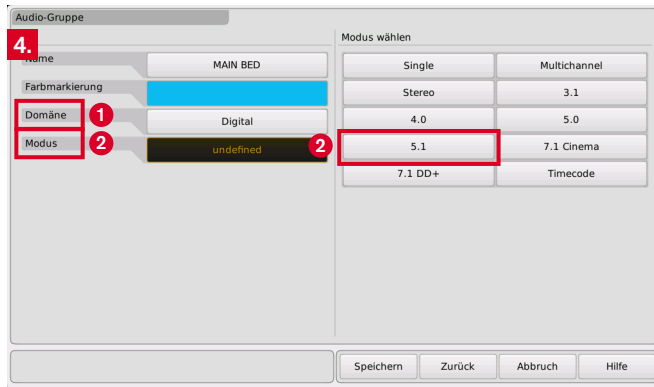 Audio-Gruppe
4.
Name
MAIN BED
Farbmarkierung
Domäne
1
Digital
Modus
2
undefined
Modus wählen
Single
Multichannel
Stereo
3.1
4.0
5.0
2
5.1
7.1 Cinema
7.1 DD+
Timecode
Speichern
Zurück
Abbruch
Hilfe